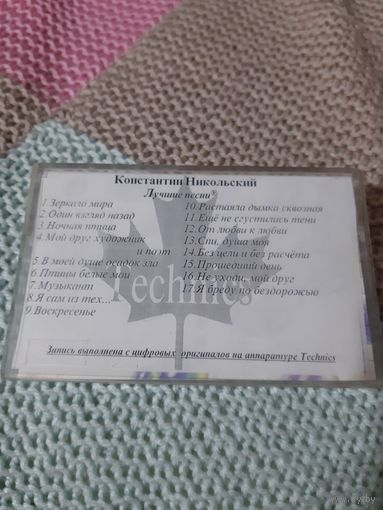 Константин Никольский
Лучшие песни®
1.Зеркало мира
2.Один взгляд назад
3.Ночная птица
4.Мой друг художник
и поэт
5.В моей душе осадок зла
6.Птицы белые мои
7.Музыкант
8.Я сам из тех...
9.Воскресенье
10.Растаяла дымка сквозная
11.Ещё не сгустились тени
12.От любви к любви
13.Спи, душа моя
14.Без цели и без расчёта
15.Прошедший день
16.Не уходи, мой друг
17.Я бреду по бездорожью
Technics
Запись выполнена с цифровых оригиналов на аппаратуре Technics